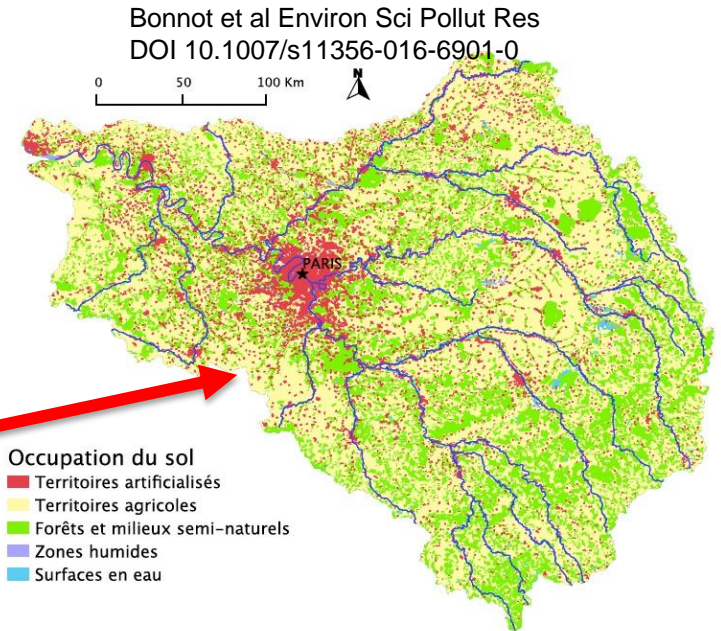 Bonnot et al Environ Sci Pollut Res
DOI 10.1007/s11356-016-6901-0
0 50 100 Km
N
PARIS
Occupation du sol
Territoires artificialisés
Territoires agricoles
Forêts et milieux semi-naturels
Zones humides
Surfaces en eau